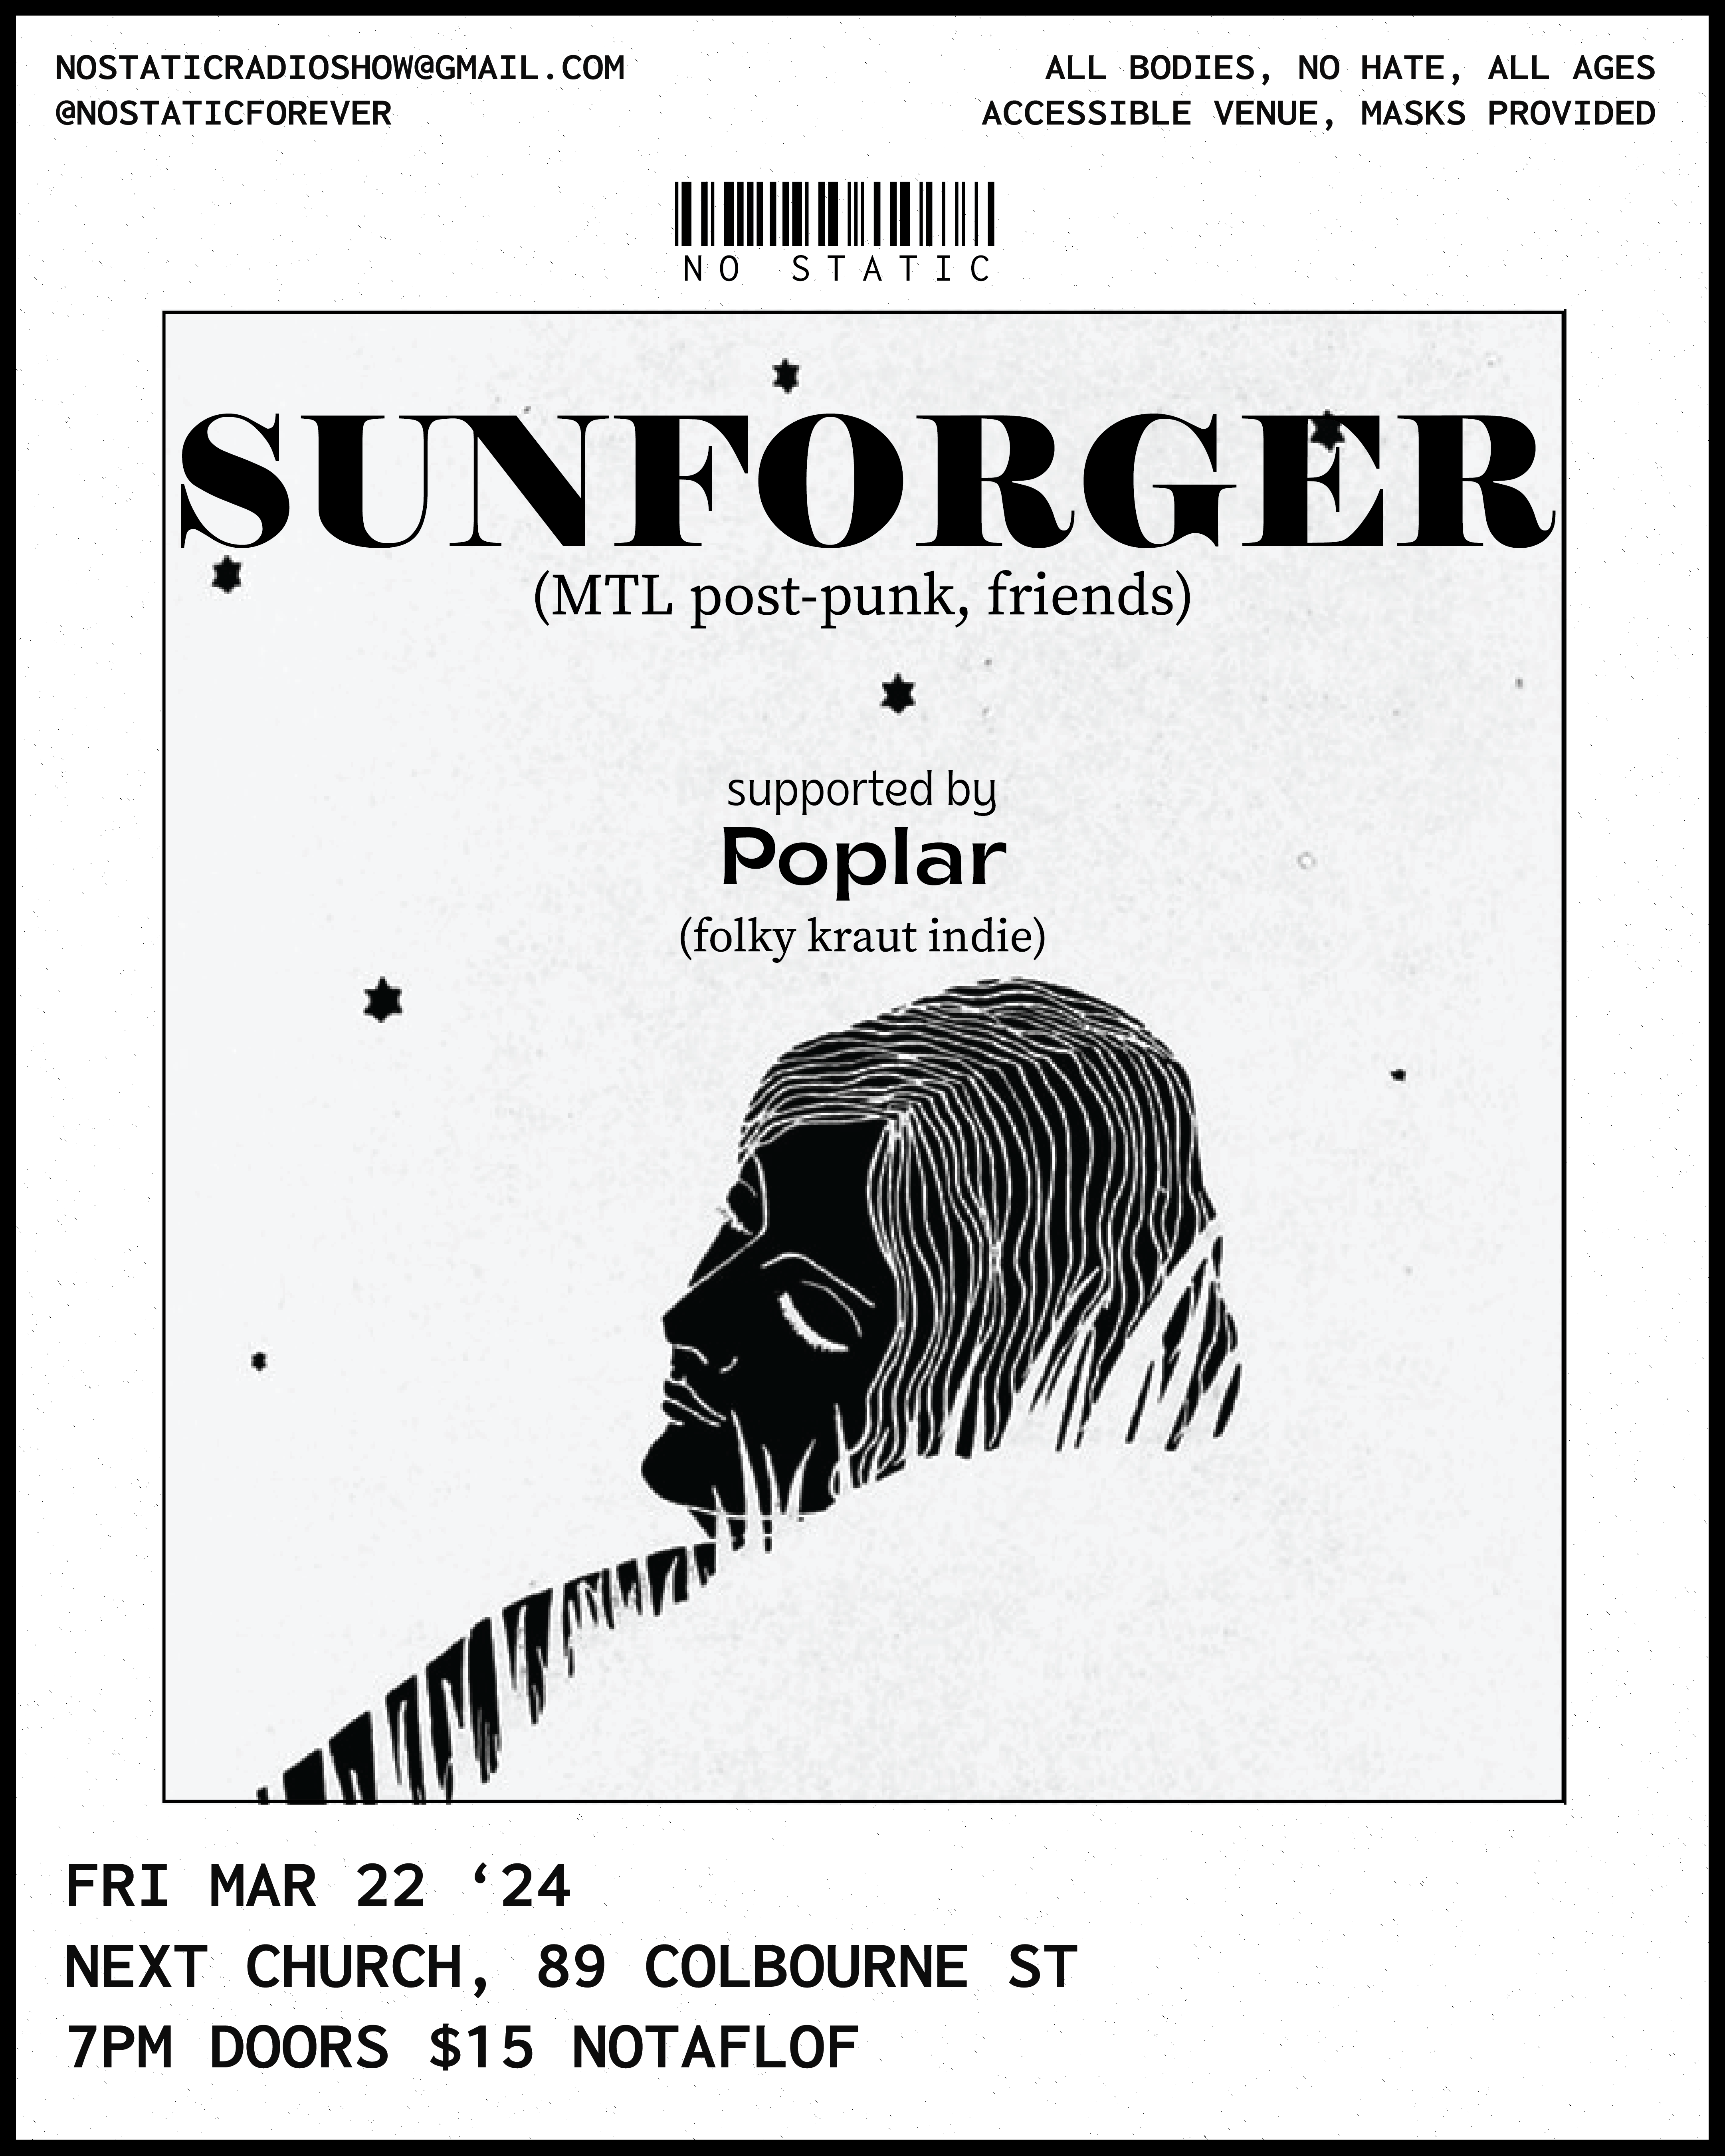 NOSTATICRADIOSHOW@GMAIL.COM
@NOSTATICFOREVER
ALL BODIES, NO HATE, ALL AGES
ACCESSIBLE VENUE, MASKS PROVIDED
NO STATIC
SUNFORGER
(MTL post-punk, friends)
supported by
Poplar
(folky kraut indie)
FRI MAR 22 ‘24
NEXT CHURCH, 89 COLBOURNE ST
7PM DOORS $15 NOTAFLOF